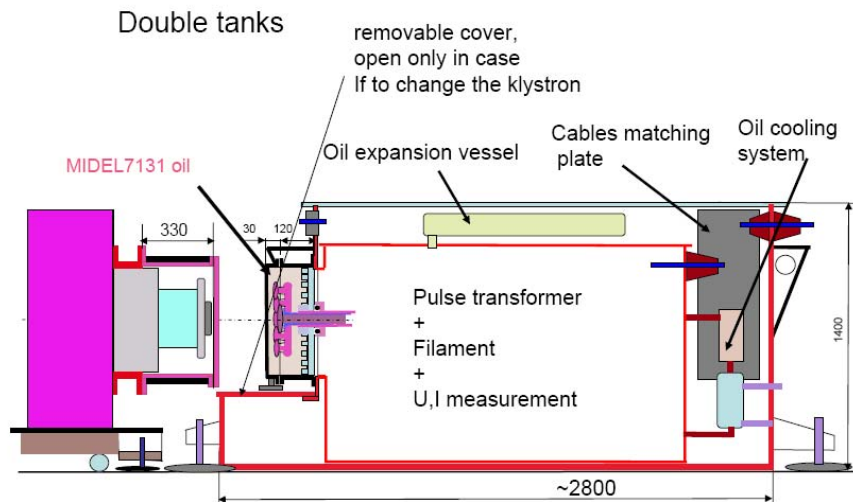 Double tanks
removable cover,
open only in case
If to change the klystron
Cables matching
plate
Oil cooling
system
Oil expansion vessel
MIDEL7131 oil
330
30
120
Pulse transformer
+
Filament
+
U,I measurement
1400
~2800